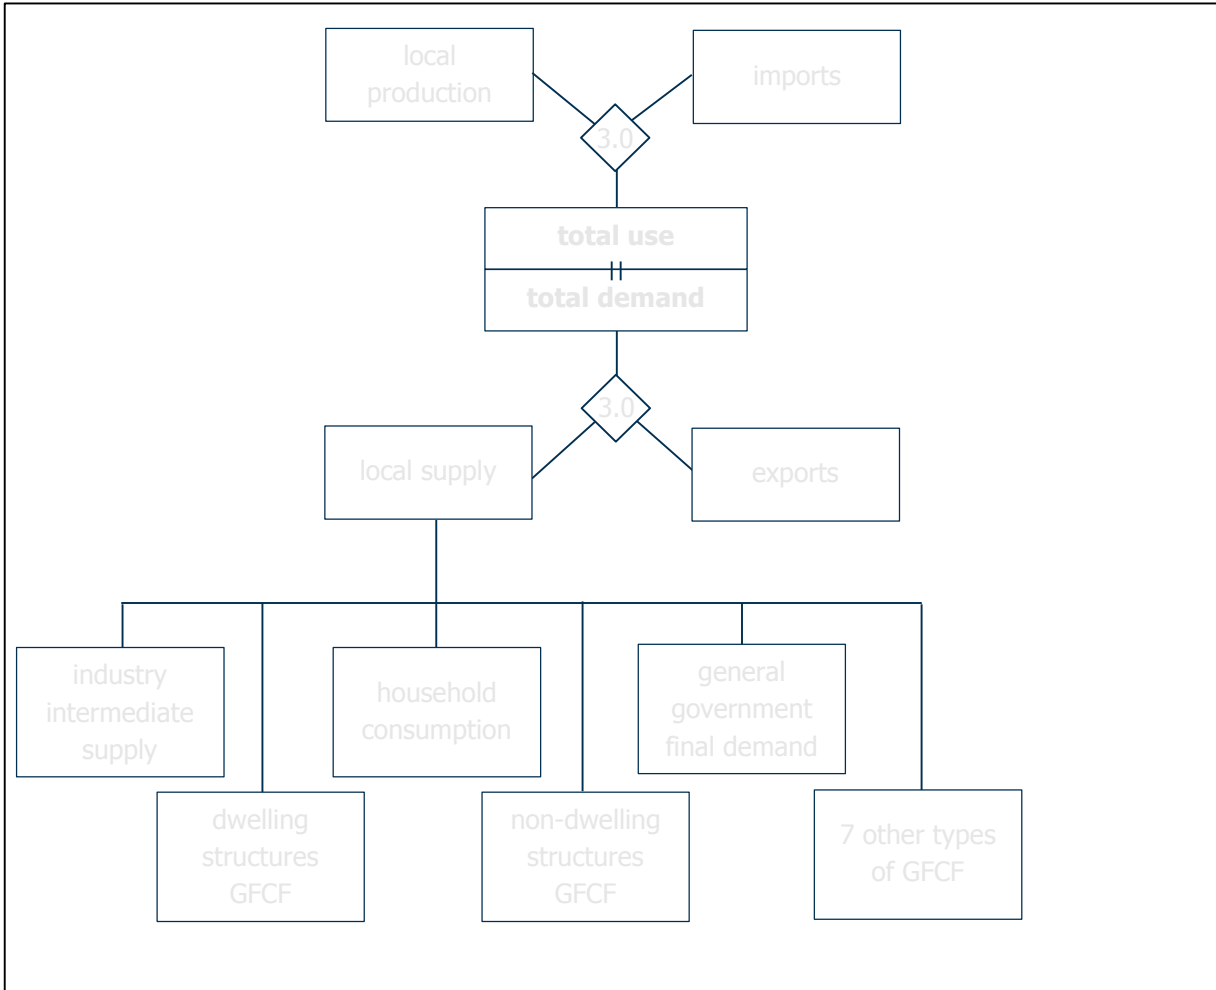 local
production
imports
3.0
total use
total demand
3.0
local supply
exports
industry
intermediate
supply
household
consumption
general
government
final demand
dwelling
structures
GFCF
non-dwelling
structures
GFCF
7 other types
of GFCF